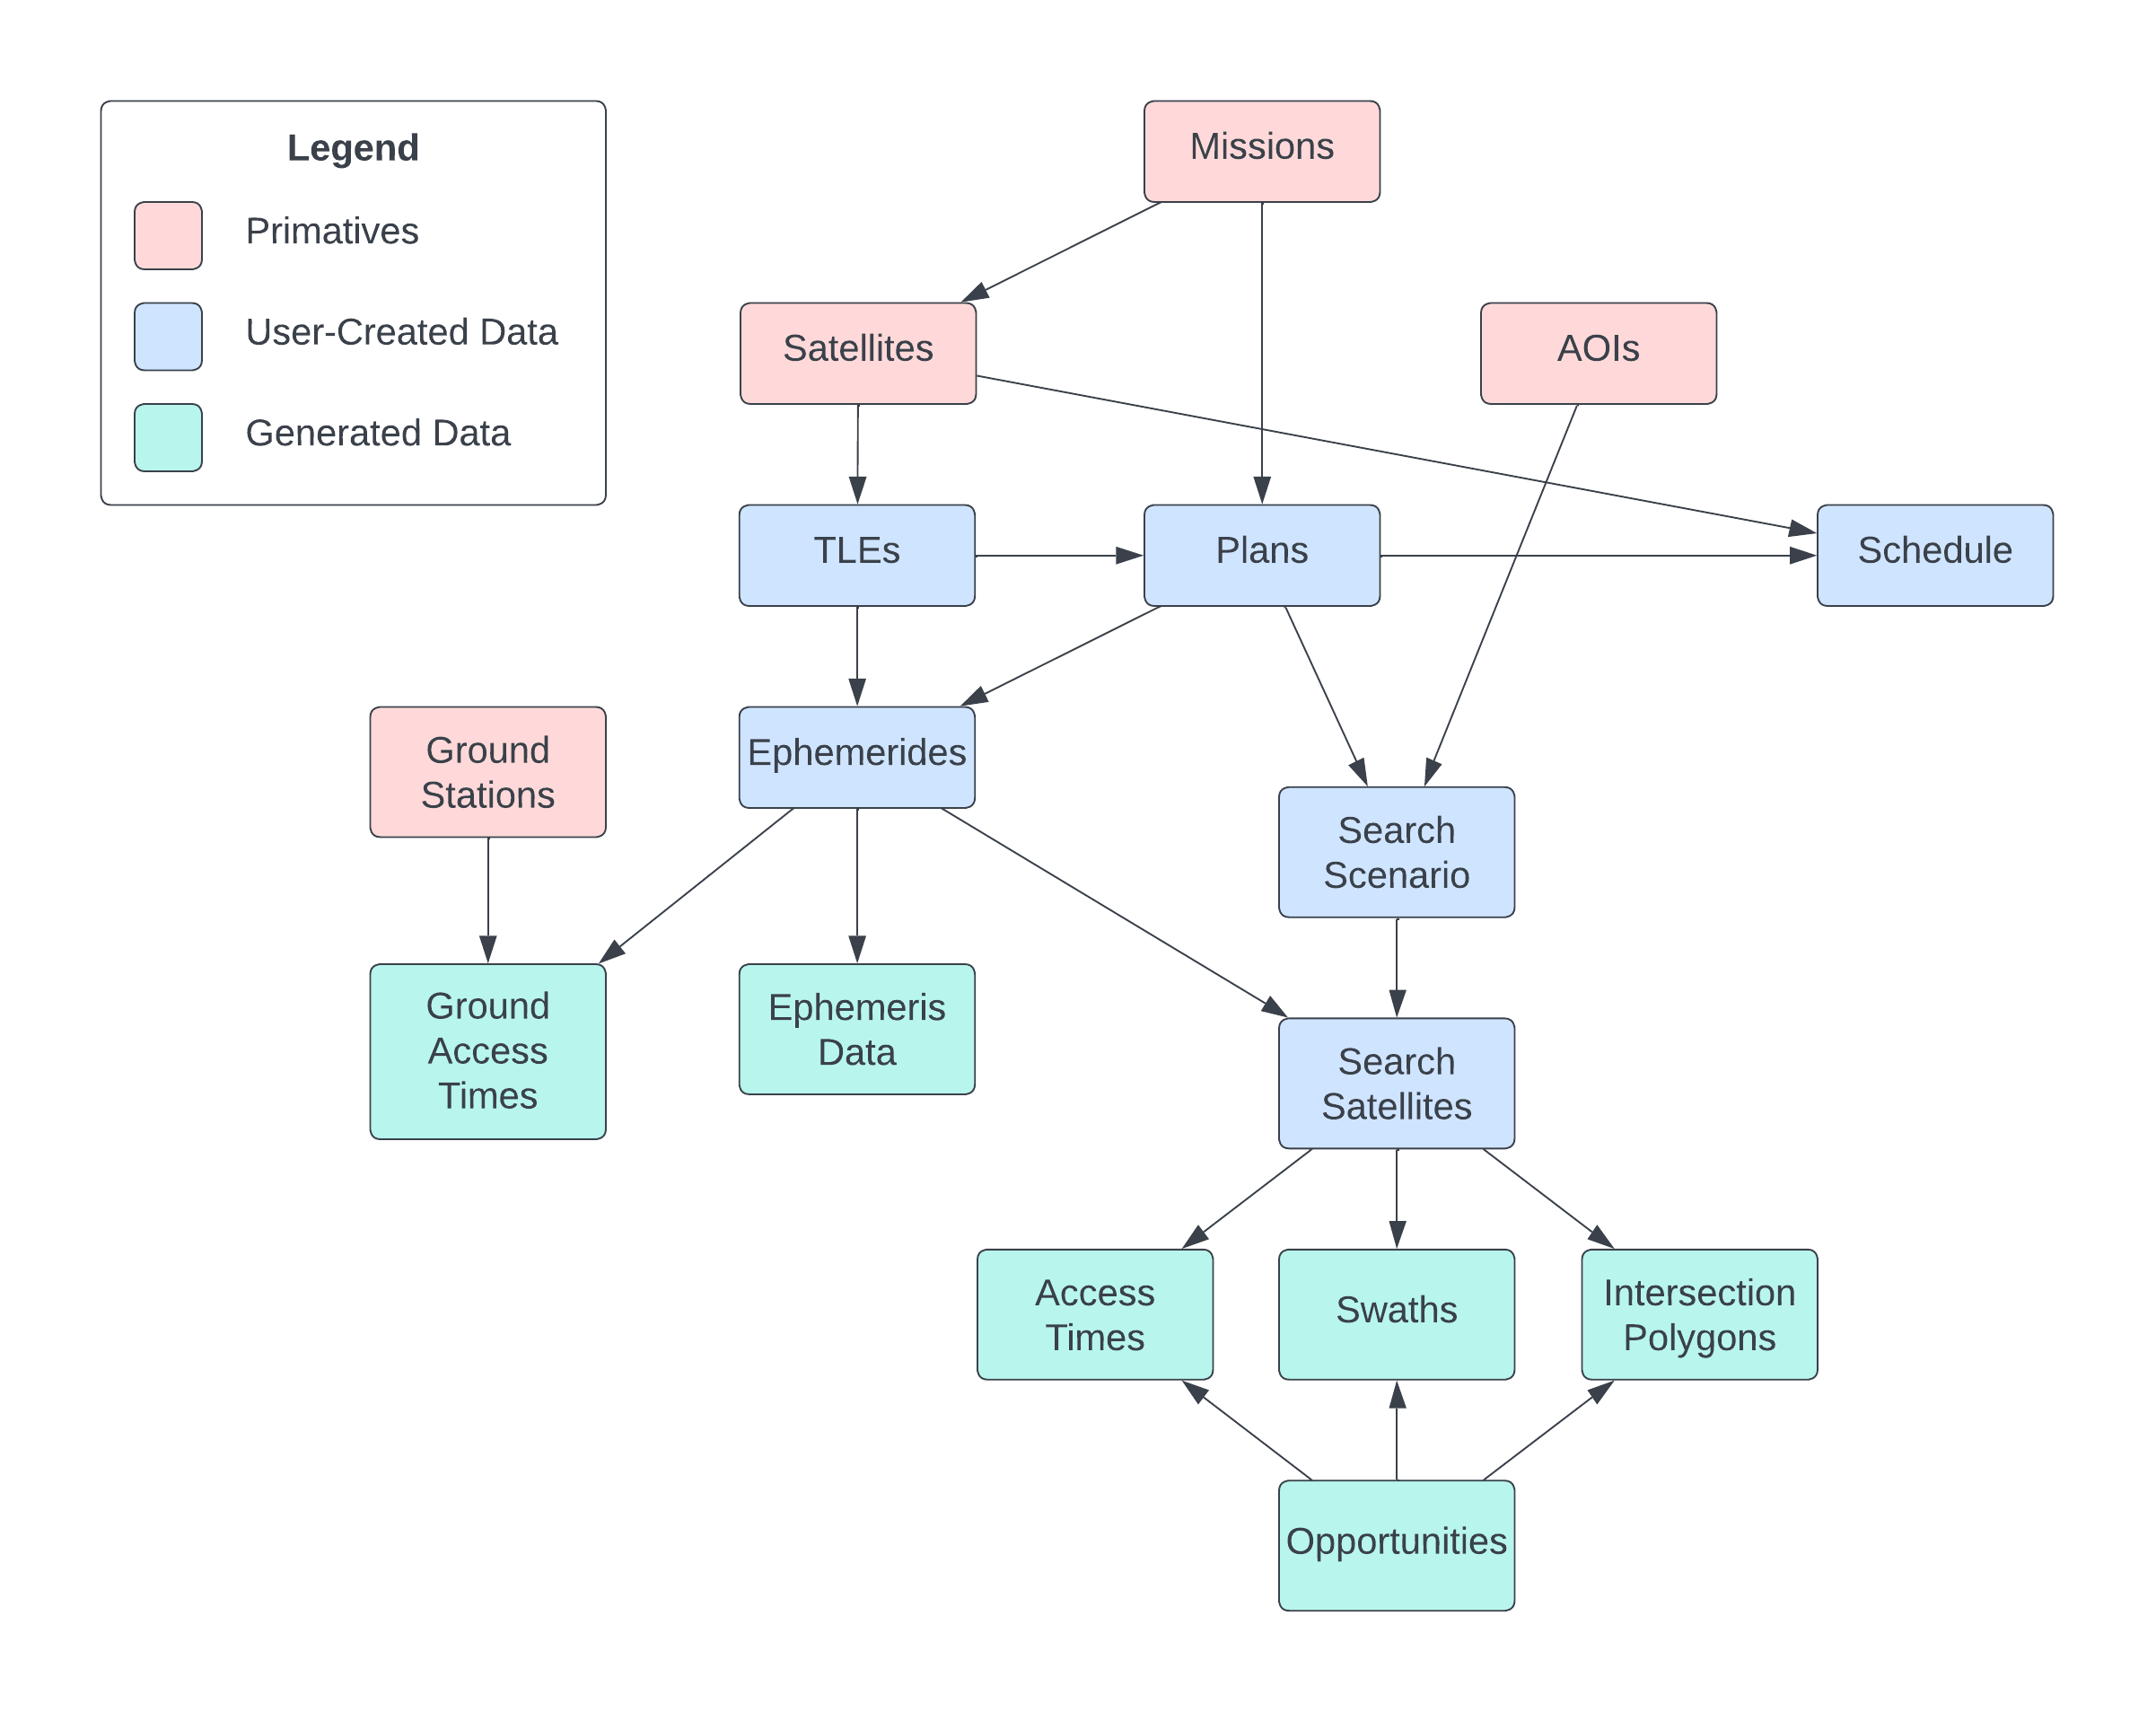 Legend
Primatives
User-Created Data
Generated Data
Missions
Satellites
AOIs
TLEs
Plans
Schedule
Ground
Stations
Ephemerides
Search
Scenario
Ground
Access
Times
Ephemeris
Data
Search
Satellites
Access
Times
Swaths
Intersection
Polygons
Opportunities